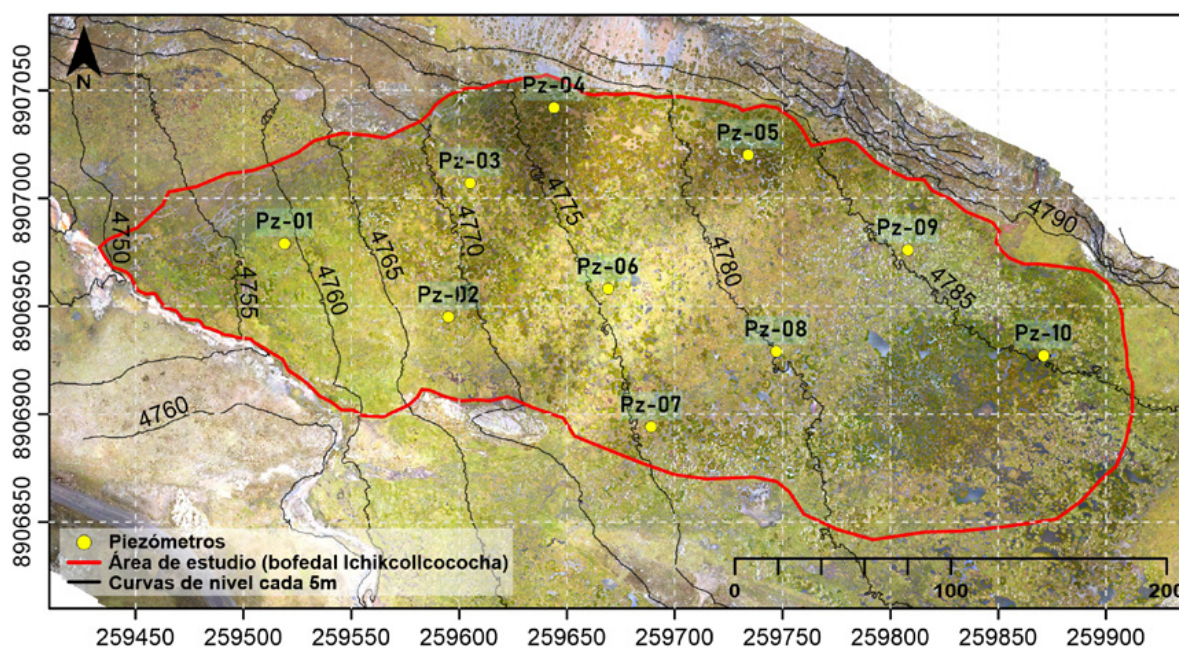 8907050
8907000
8906950
8906900
8906850
N
Pz-04
Pz-05
Pz-03
Pz-01
Pz-09
Pz-06
Pz-02
Pz-08
Pz-10
Pz-07
4750
4755
4760
4765
4770
4775
4780
4785
4790
4760
Piezómetros
Área de estudio (bofedal Ichikcollcococha)
Curvas de nivel cada 5m
0 100 200
259450 259500 259550 259600 259650 259700 259750 259800 259850 259900